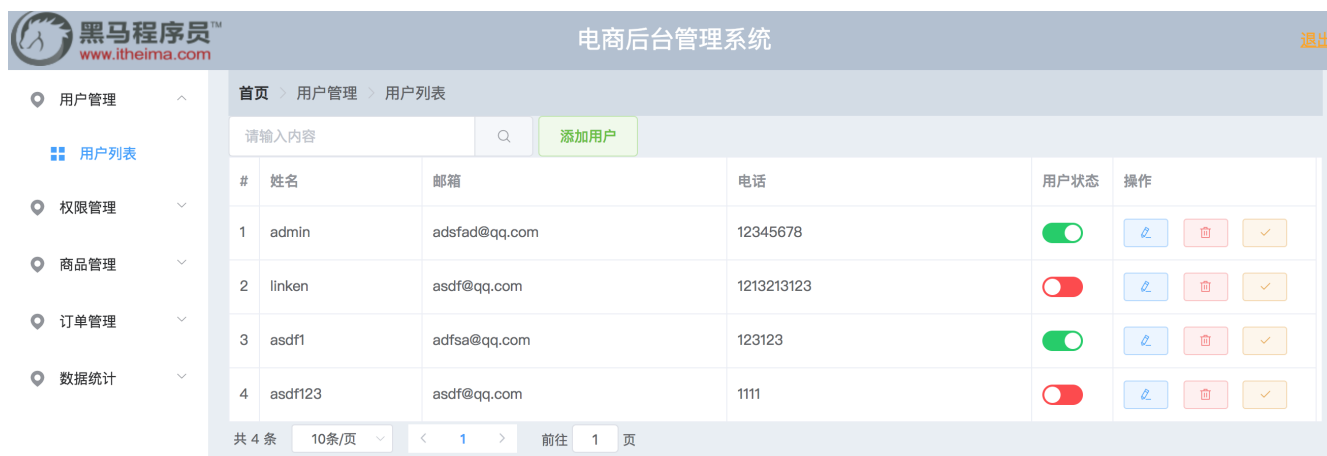 黑马程序员™
www.itheima.com
电商后台管理系统
退出
用户管理
用户列表
权限管理
商品管理
订单管理
数据统计
首页 用户管理 用户列表
请输入内容 添加用户
# 姓名 邮箱 电话 用户状态 操作
1 admin adsfad@qq.com 12345678
2 linken asdf@qq.com 1213213123
3 asdf1 adfsa@qq.com 123123
4 asdf123 asdf@qq.com 1111
共 4 条 10条/页 1 前往 1 页